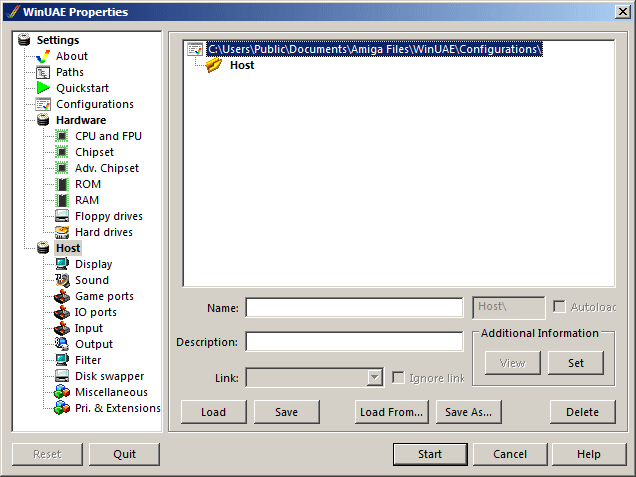 WinUAE Properties
Settings
About
Paths
Quickstart
Configurations
Hardware
CPU and FPU
Chipset
Adv. Chipset
ROM
RAM
Floppy drives
Hard drives
Host
Display
Sound
Game ports
IO ports
Input
Output
Filter
Disk swapper
Miscellaneous
Pri. & Extensions
C:\Users\Public\Documents\Amiga Files\WinUAE\Configurations\
Host
Name:
Host\
Autoload
Description:
Additional Information
View
Set
Link:
Ignore link
Load
Save
Load From...
Save As...
Delete
Reset
Quit
Start
Cancel
Help